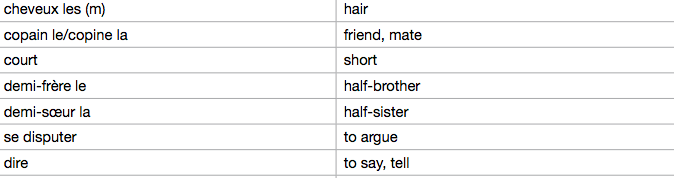 cheveux les (m) hair
copain le/copine la friend, mate
court short
demi-frère le half-brother
demi-sœur la half-sister
se disputer to argue
dire to say, tell